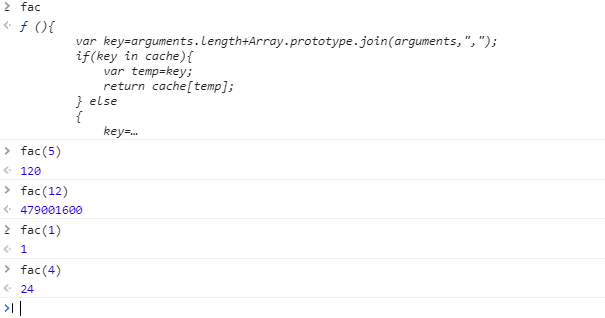 fac
ƒ (){
var key=arguments.length+Array.prototype.join(arguments,",");
if(key in cache){
var temp=key;
return cache[temp];
} else
{
key=…
fac(5)
120
fac(12)
479001600
fac(1)
1
fac(4)
24